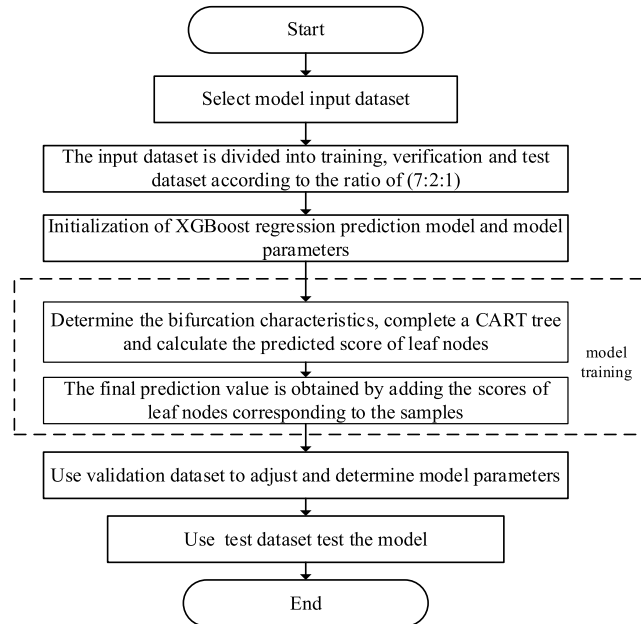 Start
Select model input dataset
The input dataset is divided into training, verification and test
dataset according to the ratio of (7:2:1)
Initialization of XGBoost regression prediction model and model
parameters
Determine the bifurcation characteristics, complete a CART tree
and calculate the predicted score of leaf nodes
model
training
The final prediction value is obtained by adding the scores of
leaf nodes corresponding to the samples
Use validation dataset to adjust and determine model parameters
Use test dataset test the model
End